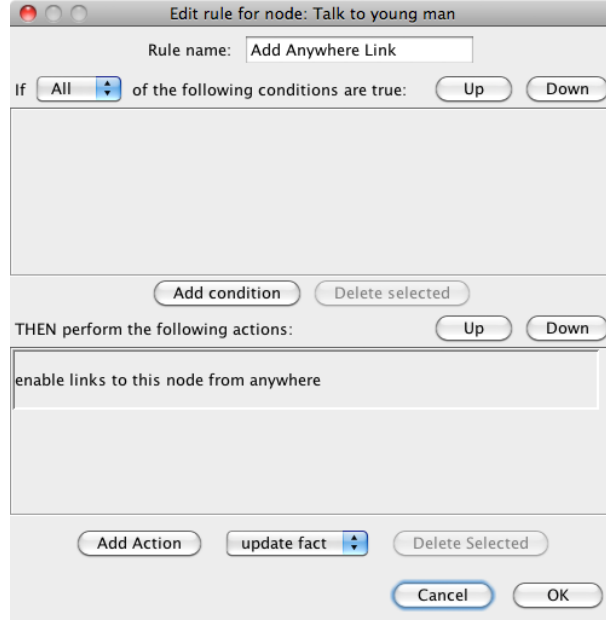 Edit rule for node: Talk to young man
Rule name: Add Anywhere Link
If All of the following conditions are true: Up Down
Add condition Delete selected
THEN perform the following actions: Up Down
enable links to this node from anywhere
Add Action update fact Delete Selected
Cancel OK